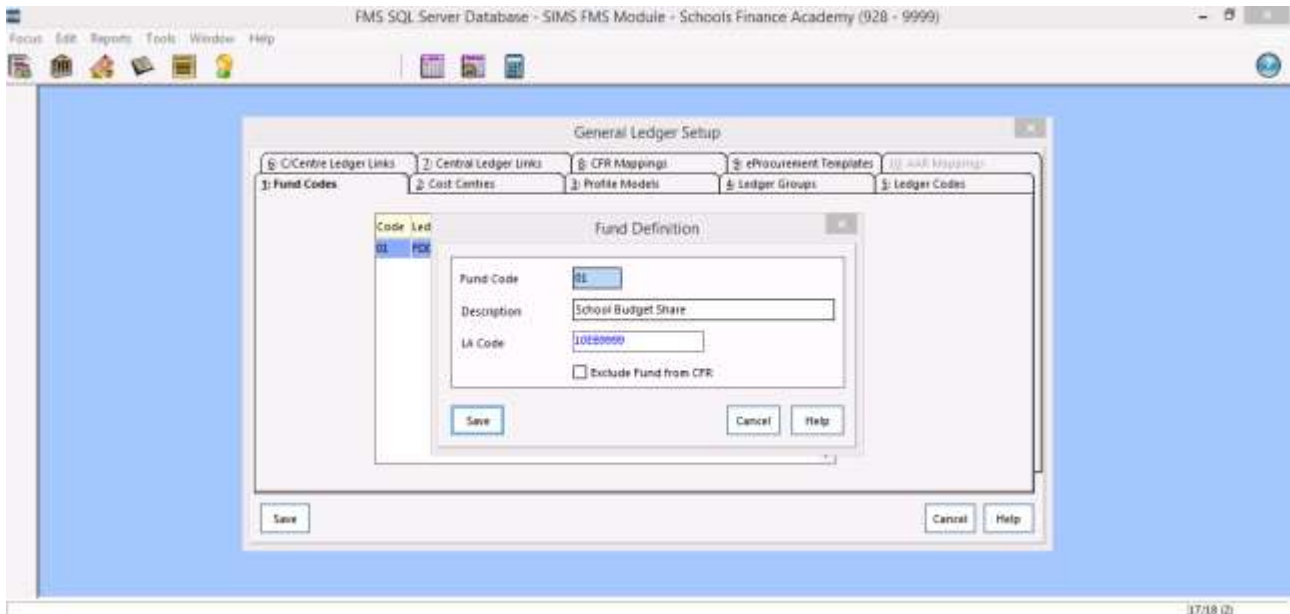 FMS SQL Server Database - SIMS FMS Module - Schools Finance Academy (928 - 9999)
Focus Edit Reports Tools Window Help
General Ledger Setup
6: C/Centre Ledger Links 7: Central Ledger Links 8: CFR Mappings 9: eProcurement Templates 10: AAR Mappings
1: Fund Codes 2: Cost Centres 3: Profile Models 4: Ledger Groups 5: Ledger Codes
Code Led
01
Fund Definition
Fund Code 01
Description School Budget Share
LA Code
Exclude Fund from CFR
Save Cancel Help
Save Cancel Help
17/18 (2)